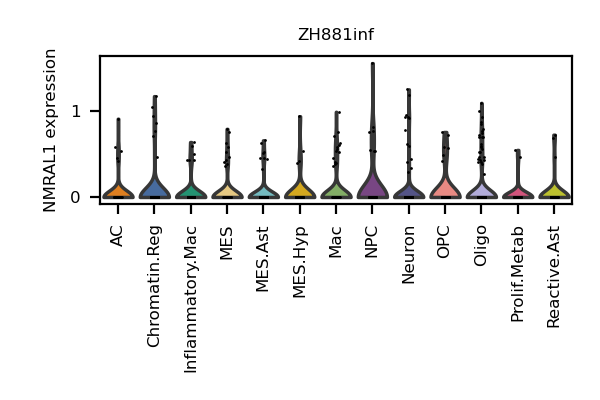 ZH881inf
NMRAL1 expression
1
0
AC
Chromatin.Reg
Inflammatory.Mac
MES
MES.Ast
MES.Hyp
Mac
NPC
Neuron
OPC
Oligo
Prolif.Metab
Reactive.Ast